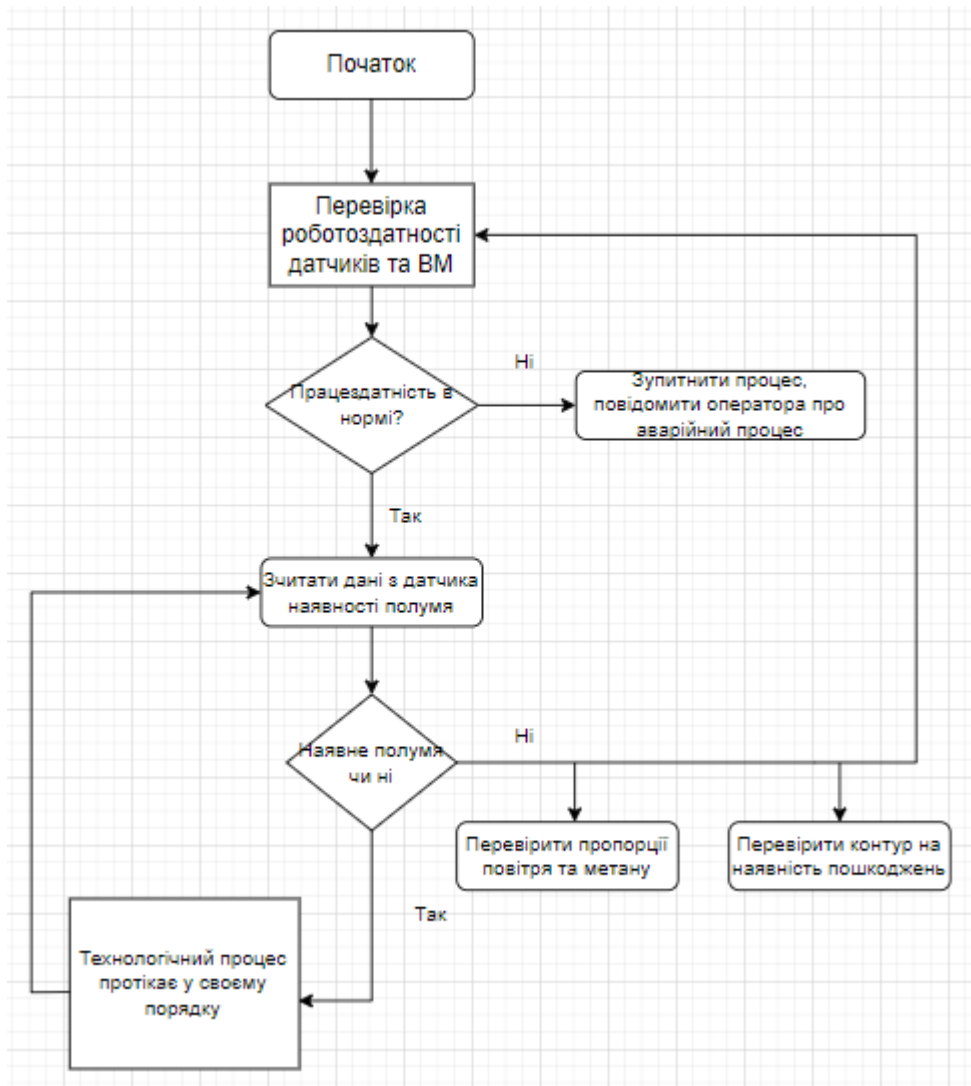 Початок
Перевірка
роботоздатності
датчиків та ВМ
Працездатність в
нормі?
Ні
Зупитнити процес,
повідомити оператора про
аварійний процес
Так
Зчитати дані з датчика
наявності полумя
Наявне полумя
чи ні
Ні
Перевірити пропорції
повітря та метану
Перевірити контур на
наявність пошкоджень
Так
Технологічний процес
протікає у своєму
порядку